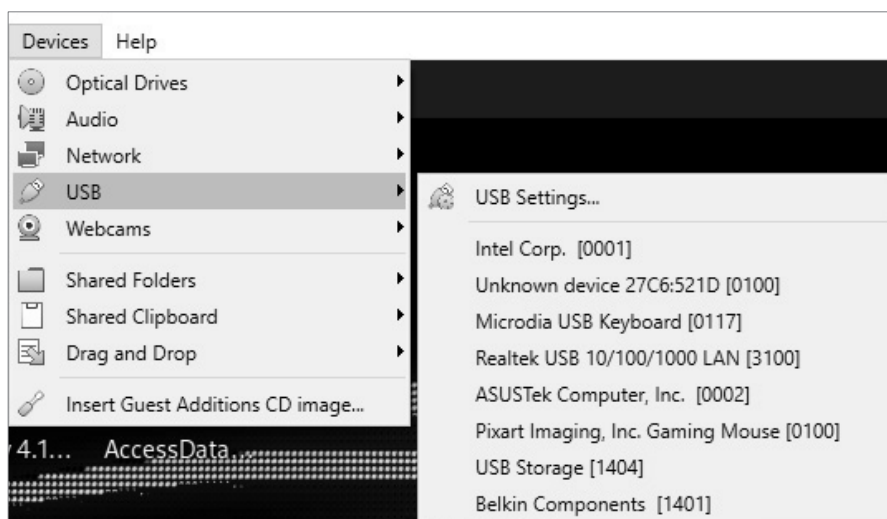 Devices Help
Optical Drives
Audio
Network
USB
Webcams
Shared Folders
Shared Clipboard
Drag and Drop
Insert Guest Additions CD image...
USB Settings...
Intel Corp. [0001]
Unknown device 27C6:521D [0100]
Microdia USB Keyboard [0117]
Realtek USB 10/100/1000 LAN [3100]
ASUSTek Computer, Inc. [0002]
Pixart Imaging, Inc. Gaming Mouse [0100]
USB Storage [1404]
Belkin Components [1401]
4.1... AccessData...